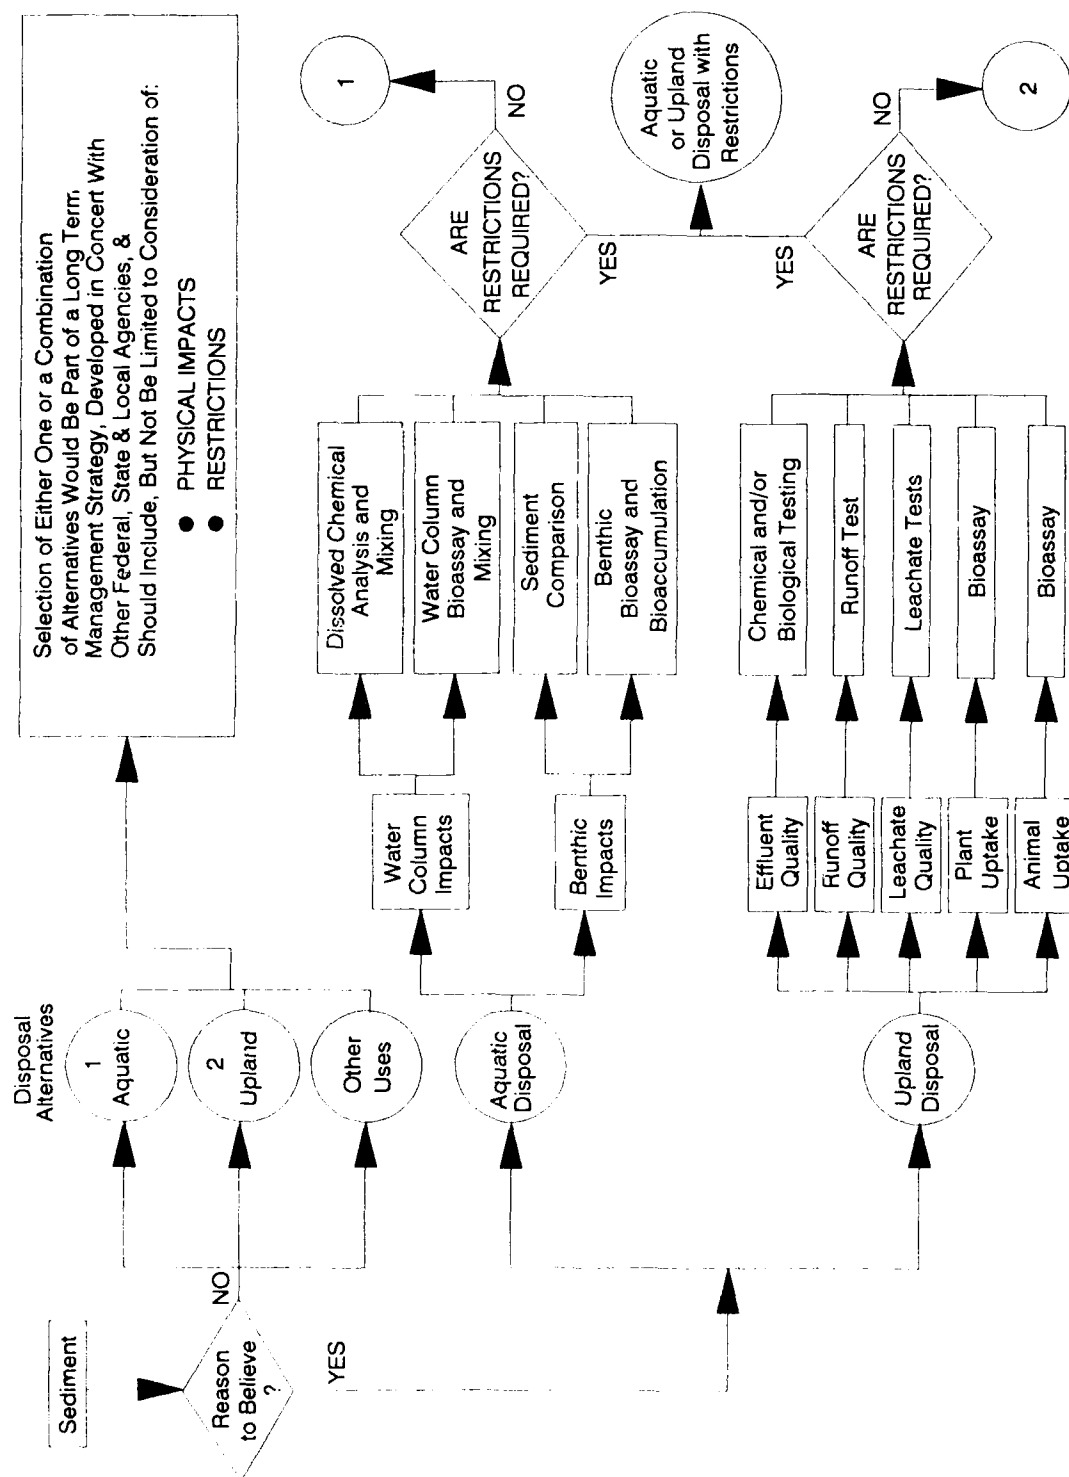 Sediment
Reason
to Believe
?
NO
YES
Disposal
Alternatives
1
Aquatic
2
Upland
Other
Uses
Selection of Either One or a Combination
of Alternatives Would Be Part of a Long Term,
Management Strategy, Developed in Concert With
Other Federal, State & Local Agencies, &
Should Include, But Not Be Limited to Consideration of:
● PHYSICAL IMPACTS
● RESTRICTIONS
Aquatic
Disposal
Water
Column
Impacts
Benthic
Impacts
Dissolved Chemical
Analysis and
Mixing
Water Column
Bioassay and
Mixing
Sediment
Comparison
Benthic
Bioassay and
Bioaccumulation
ARE
RESTRICTIONS
REQUIRED?
NO
1
YES
Aquatic
or Upland
Disposal with
Restrictions
Upland
Disposal
Effluent
Quality
Runoff
Quality
Leachate
Quality
Plant
Uptake
Animal
Uptake
Chemical and/or
Biological Testing
Runoff Test
Leachate Tests
Bioassay
Bioassay
YES
ARE
RESTRICTIONS
REQUIRED?
NO
2